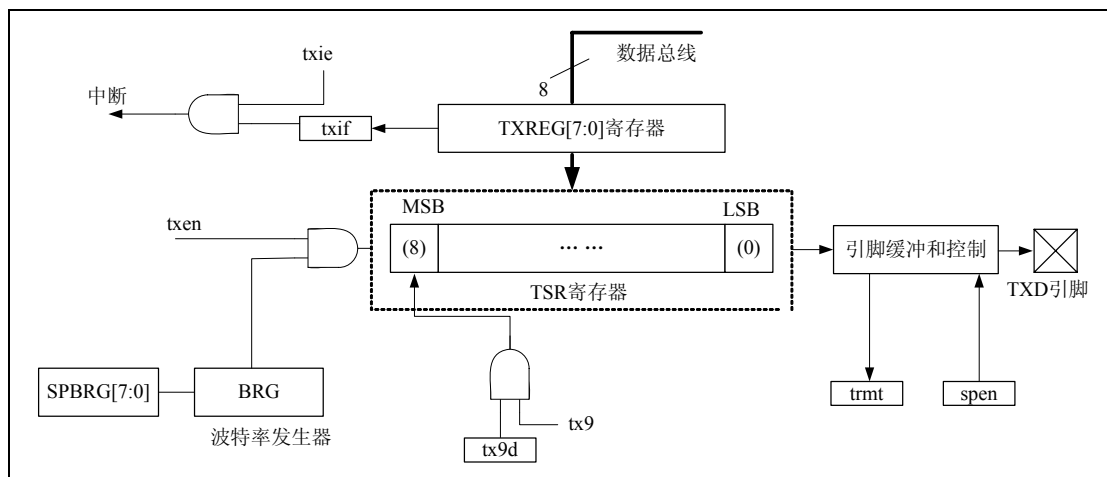 txie
数据总线
8
中断
txif
TXREG[7:0]寄存器
MSB
LSB
txen
(8)
... ...
(0)
引脚缓冲和控制
TSR寄存器
TXD引脚
SPBRG[7:0]
BRG
trmt
spen
波特率发生器
tx9
tx9d